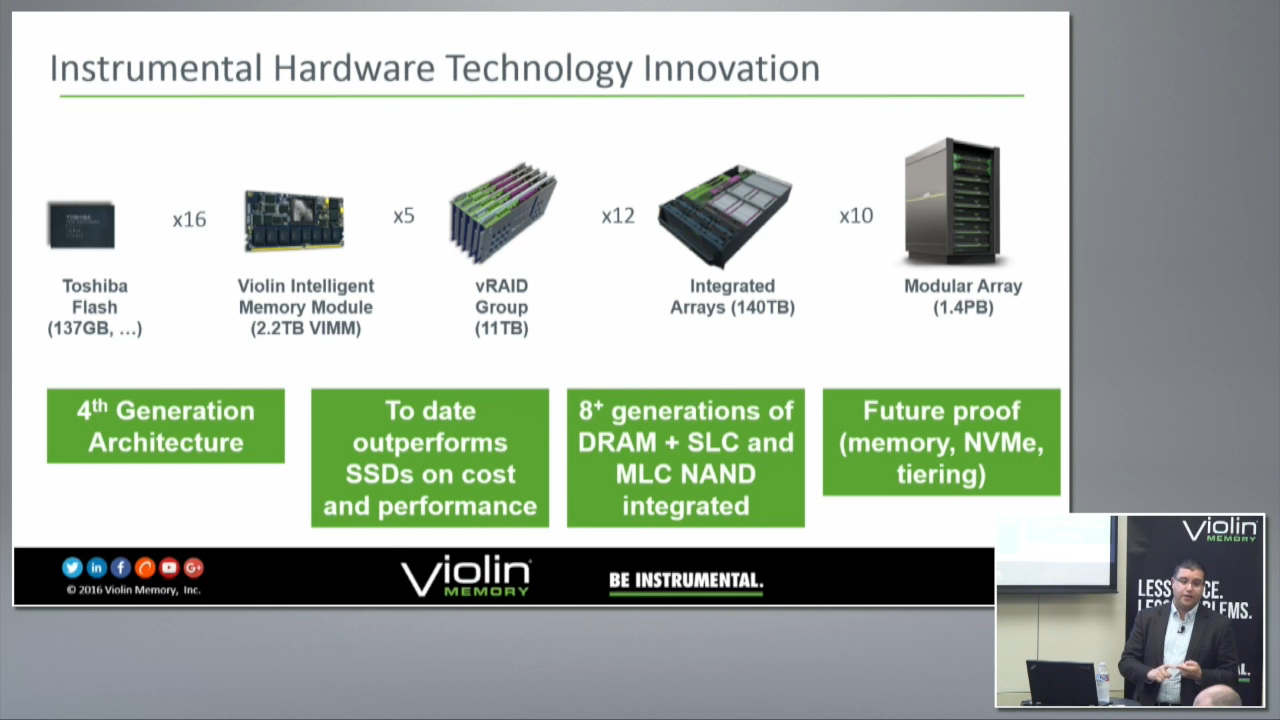 Instrumental Hardware Technology Innovation
TOSHIBA
x16
x5
x12
x10
Toshiba
Flash
(137GB, ...)
Violin Intelligent
Memory Module
(2.2TB VIMM)
vRAID
Group
(11TB)
Integrated
Arrays (140TB)
Modular Array
(1.4PB)
4th Generation
Architecture
To date
outperforms
SSDs on cost
and performance
8+ generations of
DRAM + SLC and
MLC NAND
integrated
Future proof
(memory, NVMe,
tiering)
© 2016 Violin Memory, Inc.
Violin
MEMORY
BE INSTRUMENTAL.
Violin
MEMORY